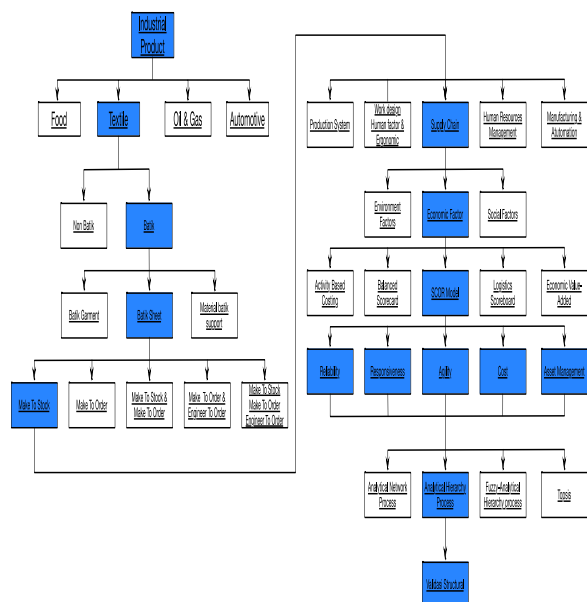 Industrial
Product
Food
Textile
Oil & Gas
Automotive
Non Batik
Batik
Batik Garment
Batik Sheet
Material batik
support
Make To Stock
Make To Order
Make To Stock &
Make To Order
Make To Order &
Engineer To Order
Make To Stock
Make To Order
Engineer To Order
Production System
Work design
Human factor &
Ergonomic
Supply Chain
Human Resources
Management
Manufacturing &
Atutomation
Environment
Factors
Economic Factor
Social Factors
Activity Based
Costing
Balanced
Scorecard
SCOR Model
Logistics
Scoreboard
Economic Value-
Added
Reliability
Responsiveness
Agility
Cost
Asset Management
Analytical Network
Process
Analytical Hierarchy
Process
Fuzzy-Analytical
Hierarchy process
Topsis
Validasi Structural